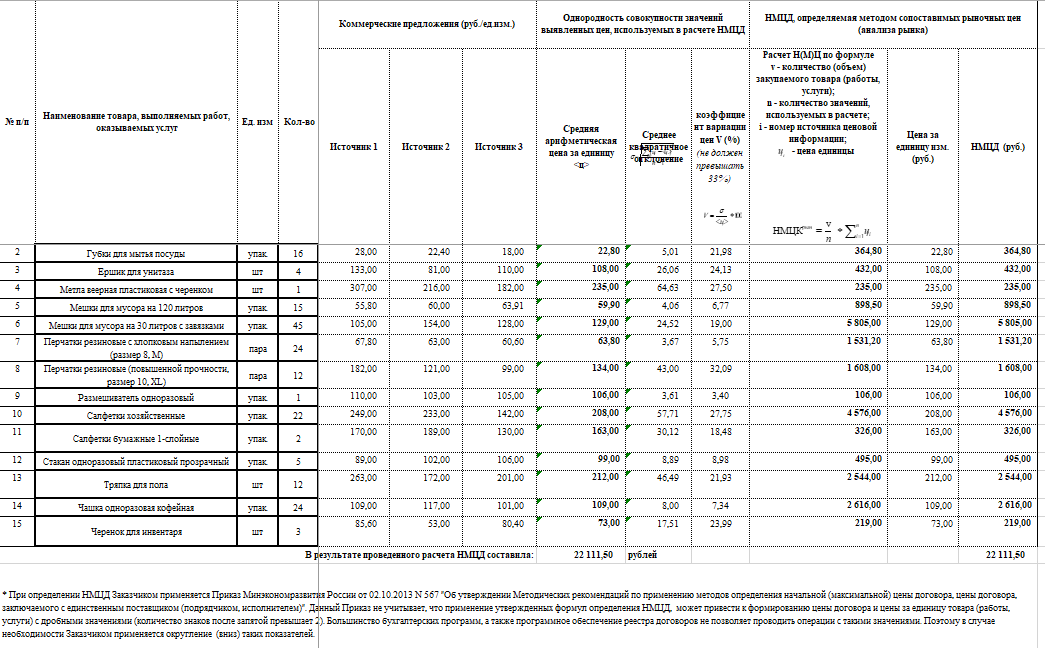 Коммерческие предложения (руб./ед.изм.)
Однородность совокупности значений
выявленных цен, используемых в расчете НМЦД
НМЦД, определяемая методом сопоставимых рыночных цен
(анализа рынка)
№ п/п
Наименование товара, выполняемых работ,
оказываемых услуг
Ед. изм
Кол-во
Источник 1
Источник 2
Источник 3
Средняя
арифметическая
цена за единицу
<ц>
Среднее
квадратичное
отклонение
коэффицие
нт вариации
цен V (%)
(не должен
превышать
33%)
Расчет Н(М)Ц по формуле
v - количество (объем)
закупаемого товара (работы,
услуги);
n - количество значений,
используемых в расчете;
i - номер источника ценовой
информации;
- цена единицы
Цена за
единицу изм.
(руб.)
НМЦД (руб.)
2 Губки для мытья посуды упак 16 28,00 22,40 18,00 22,80 5,01 21,98 364,80 22,80 364,80
3 Ершик для унитаза шт 4 133,00 81,00 110,00 108,00 26,06 24,13 432,00 108,00 432,00
4 Метла веерная пластиковая с черенком шт 1 307,00 216,00 182,00 235,00 64,63 27,50 235,00 235,00 235,00
5 Мешки для мусора на 120 литров упак 15 55,80 60,00 63,91 59,90 4,06 6,77 898,50 59,90 898,50
6 Мешки для мусора на 30 литров с завязками упак 45 105,00 154,00 128,00 129,00 24,52 19,00 5 805,00 129,00 5 805,00
7 Перчатки резиновые с хлопковым напылением
(размер 8, M) пара 24 67,80 63,00 60,60 63,80 3,67 5,75 1 531,20 63,80 1 531,20
8 Перчатки резиновые (повышенной прочности,
размер 10, XL) пара 12 182,00 121,00 99,00 134,00 43,00 32,09 1 608,00 134,00 1 608,00
9 Размешиватель одноразовый упак 1 110,00 103,00 105,00 106,00 3,61 3,40 106,00 106,00 106,00
10 Салфетки хозяйственные упак 22 249,00 233,00 142,00 208,00 57,71 27,75 4 576,00 208,00 4 576,00
11 Салфетки бумажные 1-слойные упак 2 170,00 189,00 130,00 163,00 30,12 18,48 326,00 163,00 326,00
12 Стакан одноразовый пластиковый прозрачный упак 5 89,00 102,00 106,00 99,00 8,89 8,98 495,00 99,00 495,00
13 Тряпка для пола шт 12 263,00 172,00 201,00 212,00 46,49 21,93 2 544,00 212,00 2 544,00
14 Чашка одноразовая кофейная упак 24 109,00 117,00 101,00 109,00 8,00 7,34 2 616,00 109,00 2 616,00
15 Черенок для инвентаря шт 3 85,60 53,00 80,40 73,00 17,51 23,99 219,00 73,00 219,00
В результате проведенного расчета НМЦД составила: 22 111,50 рублей 22 111,50
* При определении НМЦД Заказчиком применяется Приказ Минэкономразвития России от 02.10.2013 N 567 "Об утверждении Методических рекомендаций по применению методов определения начальной (максимальной) цены договора, цены договора,
заключаемого с единственным поставщиком (подрядчиком, исполнителем)". Данный Приказ не учитывает, что применение утвержденных формул определения НМЦД, может привести к формированию цены договора и цены за единицу товара (работы,
услуги) с дробными значениями (количество знаков после запятой превышает 2). Большинство бухгалтерских программ, а также программное обеспечение реестра договоров не позволяет проводить операции с такими значениями. Поэтому в случае
необходимости Заказчиком применяется округление (вниз) таких показателей.